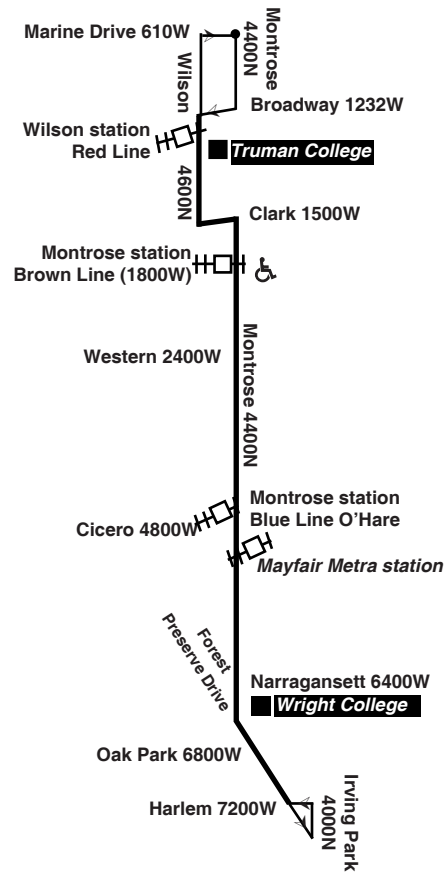 Marine Drive 610W
Montrose
4400N
Wilson
Broadway 1232W
Wilson station
Red Line
Truman College
4600N
Clark 1500W
Montrose station
Brown Line (1800W)
Western 2400W
Montrose 4400N
Montrose station
Blue Line O'Hare
Cicero 4800W
Mayfair Metra station
Forest
Preserve Drive
Narragansett 6400W
Wright College
Oak Park 6800W
Harlem 7200W
Irving Park
4000N